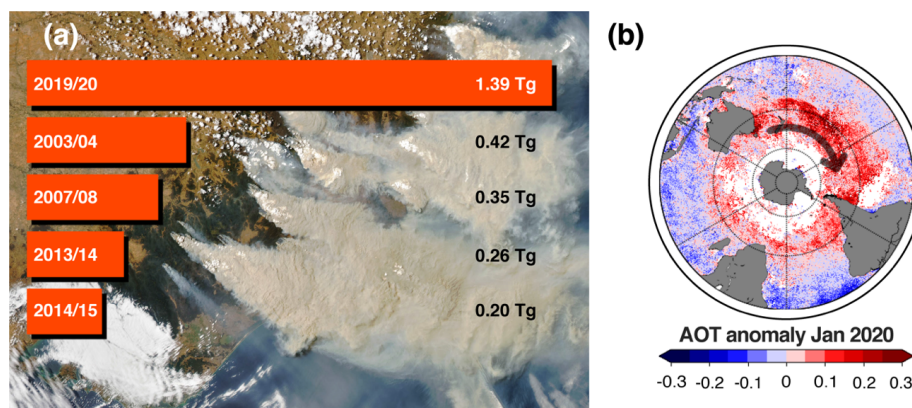 (a)
2019/20 1.39 Tg
2003/04 0.42 Tg
2007/08 0.35 Tg
2013/14 0.26 Tg
2014/15 0.20 Tg
(b)
AOT anomaly Jan 2020
-0.3 -0.2 -0.1 0 0.1 0.2 0.3